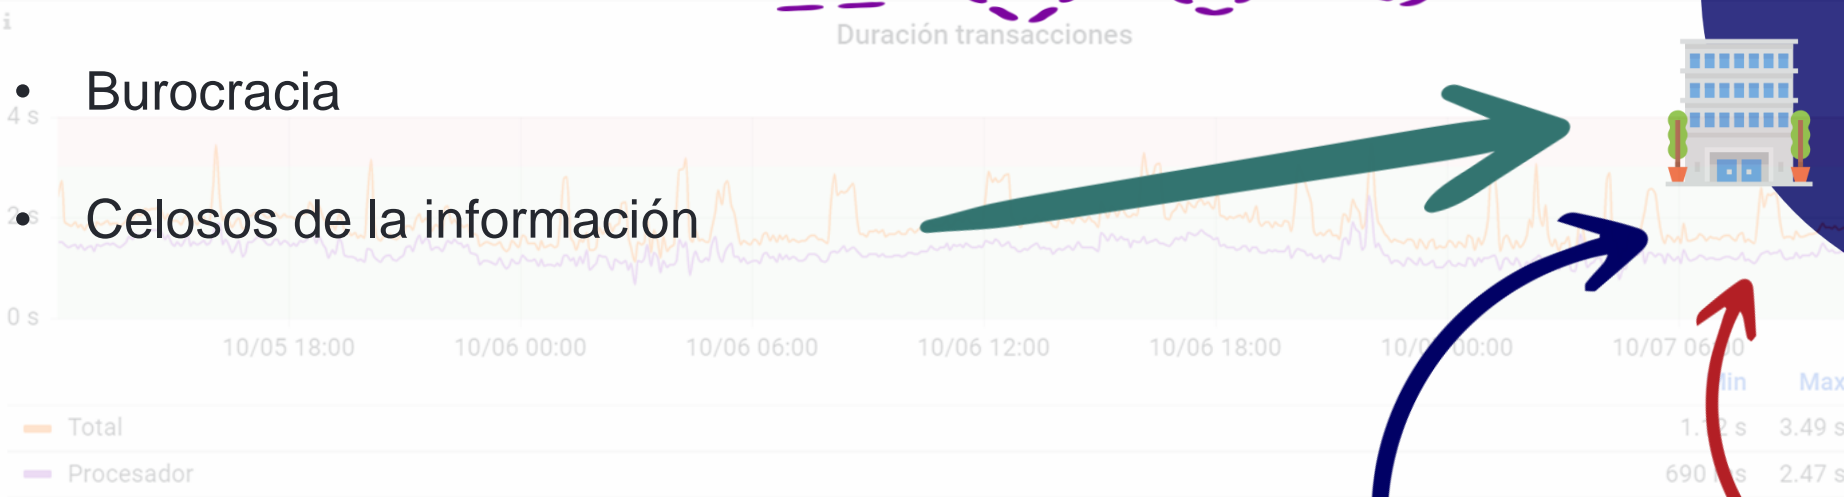 i
Duración transacciones
• Burocracia
4 s
• Celosos de la información
2 s
0 s
10/05 18:00 10/06 00:00 10/06 06:00 10/06 12:00 10/06 18:00 10/07 06:00
Max
Total 3.49 s
Procesador 690 2.47 s